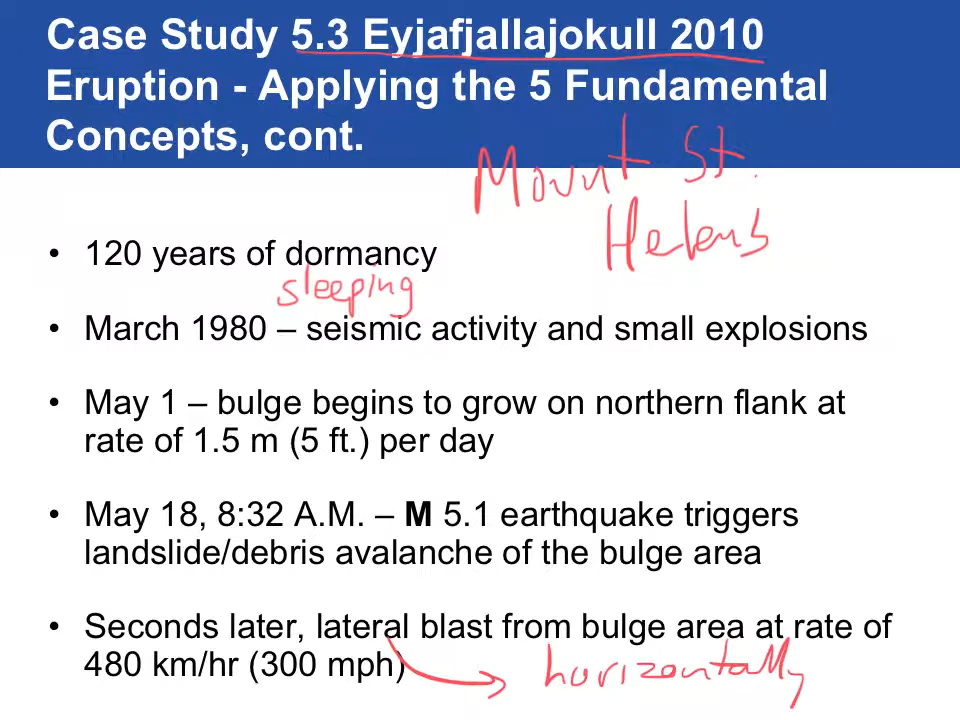 Case Study 5.3 Eyjafjallajokull 2010
Eruption - Applying the 5 Fundamental
Concepts, cont.
Mount St.
Helens
• 120 years of dormancy
sleeping
• March 1980 – seismic activity and small explosions
• May 1 – bulge begins to grow on northern flank at
rate of 1.5 m (5 ft.) per day
• May 18, 8:32 A.M. – M 5.1 earthquake triggers
landslide/debris avalanche of the bulge area
• Seconds later, lateral blast from bulge area at rate of
480 km/hr (300 mph)
horizontally